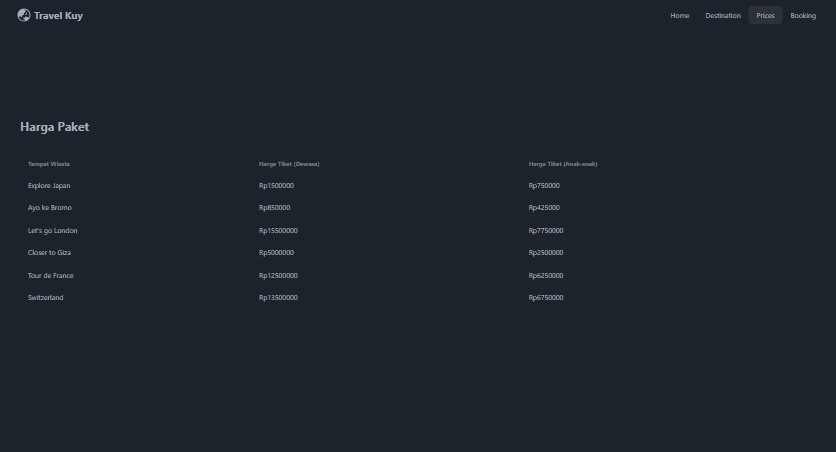 Travel Kuy
Home Destination Prices Booking
Harga Paket
Tempat Wisata Harga Tiket (Dewasa) Harga Tiket (Anak-anak)
Explore Japan Rp1500000 Rp750000
Ayo ke Bromo Rp850000 Rp425000
Let's go London Rp15500000 Rp7750000
Closer to Giza Rp5000000 Rp2500000
Tour de France Rp12500000 Rp6250000
Switzerland Rp13500000 Rp6750000